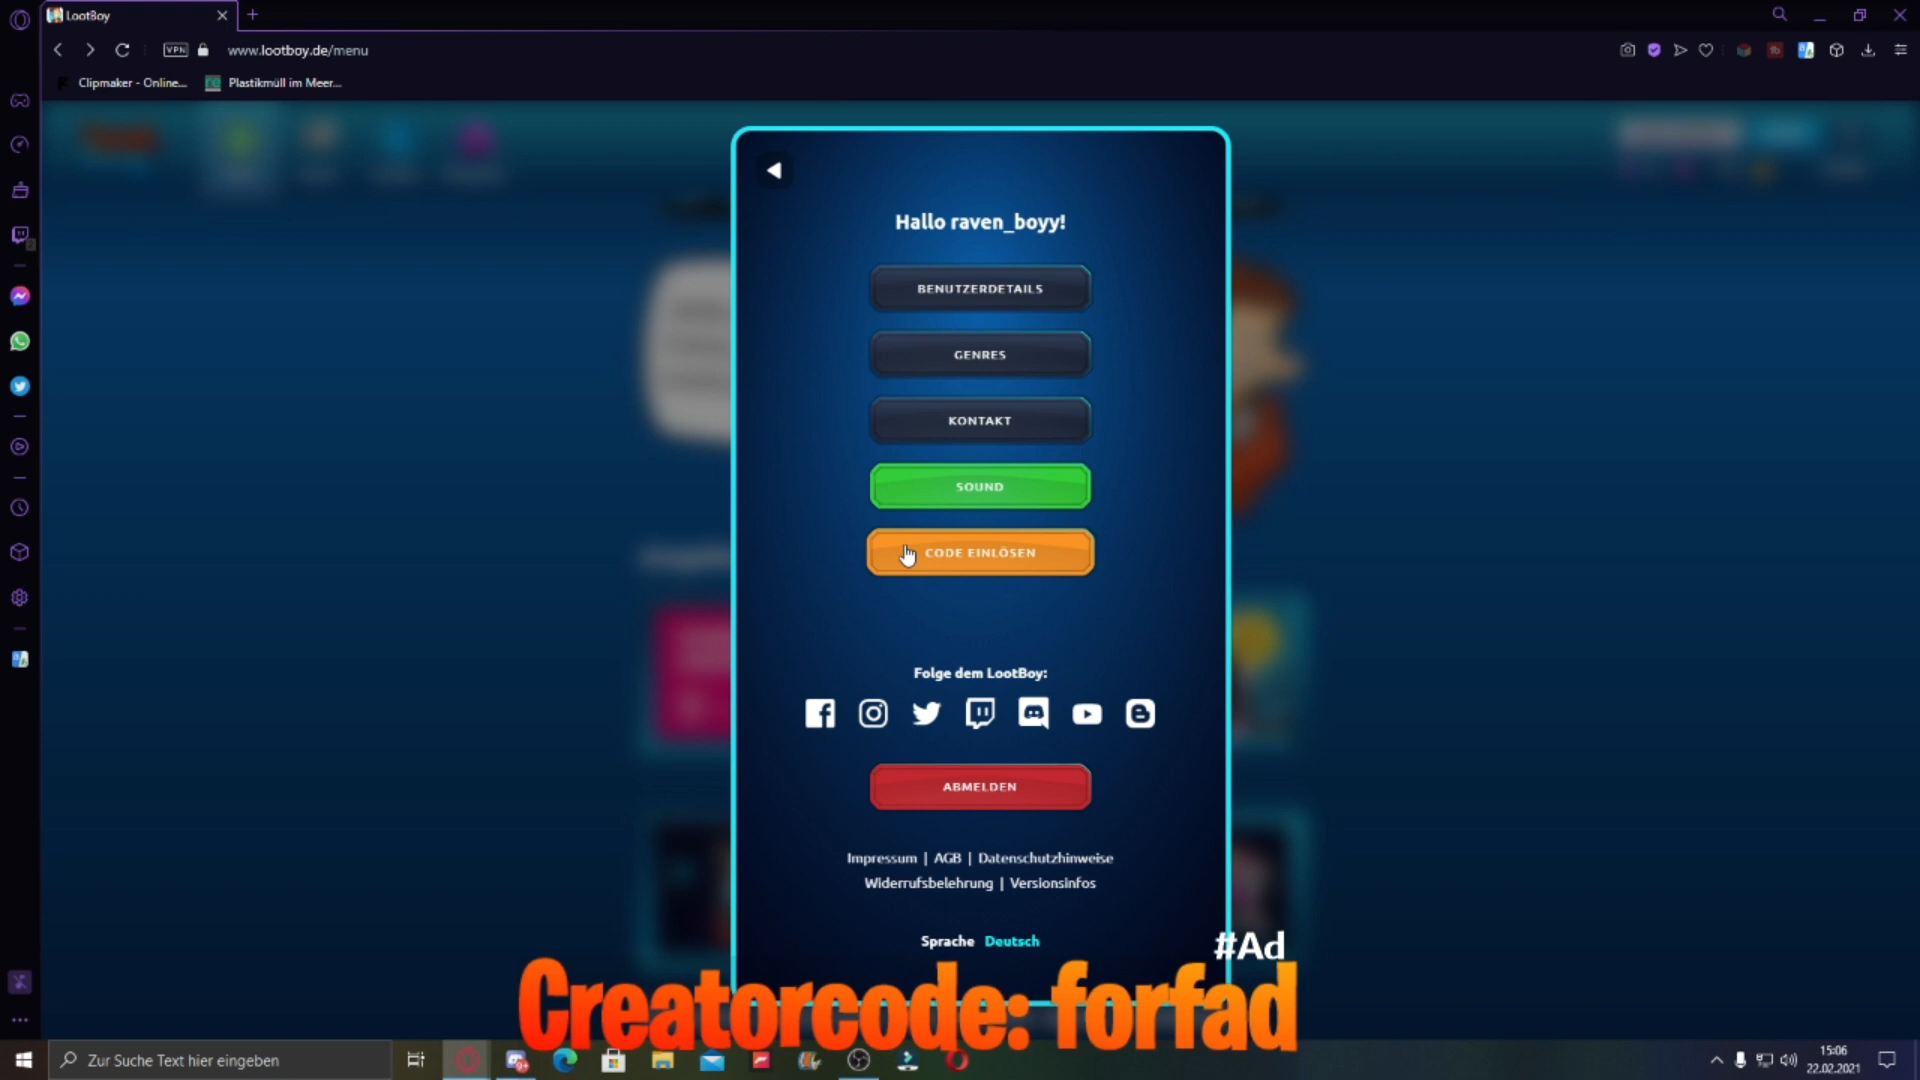 LootBoy
VPN
www.lootboy.de/menu
Clipmaker - Online...
Plastikmüll im Meer...
Hallo raven_boyy!
BENUTZERDETAILS
GENRES
KONTAKT
SOUND
CODE EINLÖSEN
Folge dem LootBoy:
ABMELDEN
Impressum | AGB | Datenschutzhinweise
Widerrufsbelehrung | Versionsinfos
Sprache Deutsch
#Ad
Creatorcode: forfad
Zur Suche Text hier eingeben
15:06
22.02.2021